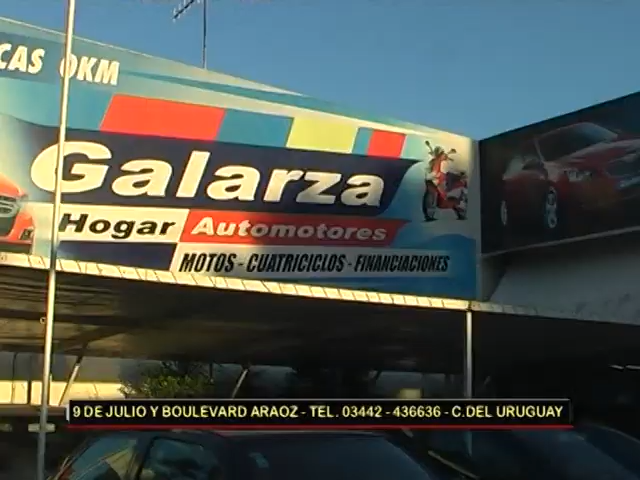 CAS 0KM
Galarza
Hogar Automotores
MOTOS - CUATRICICLOS - FINANCIACIONES
9 DE JULIO Y BOULEVARD ARAOZ - TEL. 03442 - 436636 - C.DEL URUGUAY